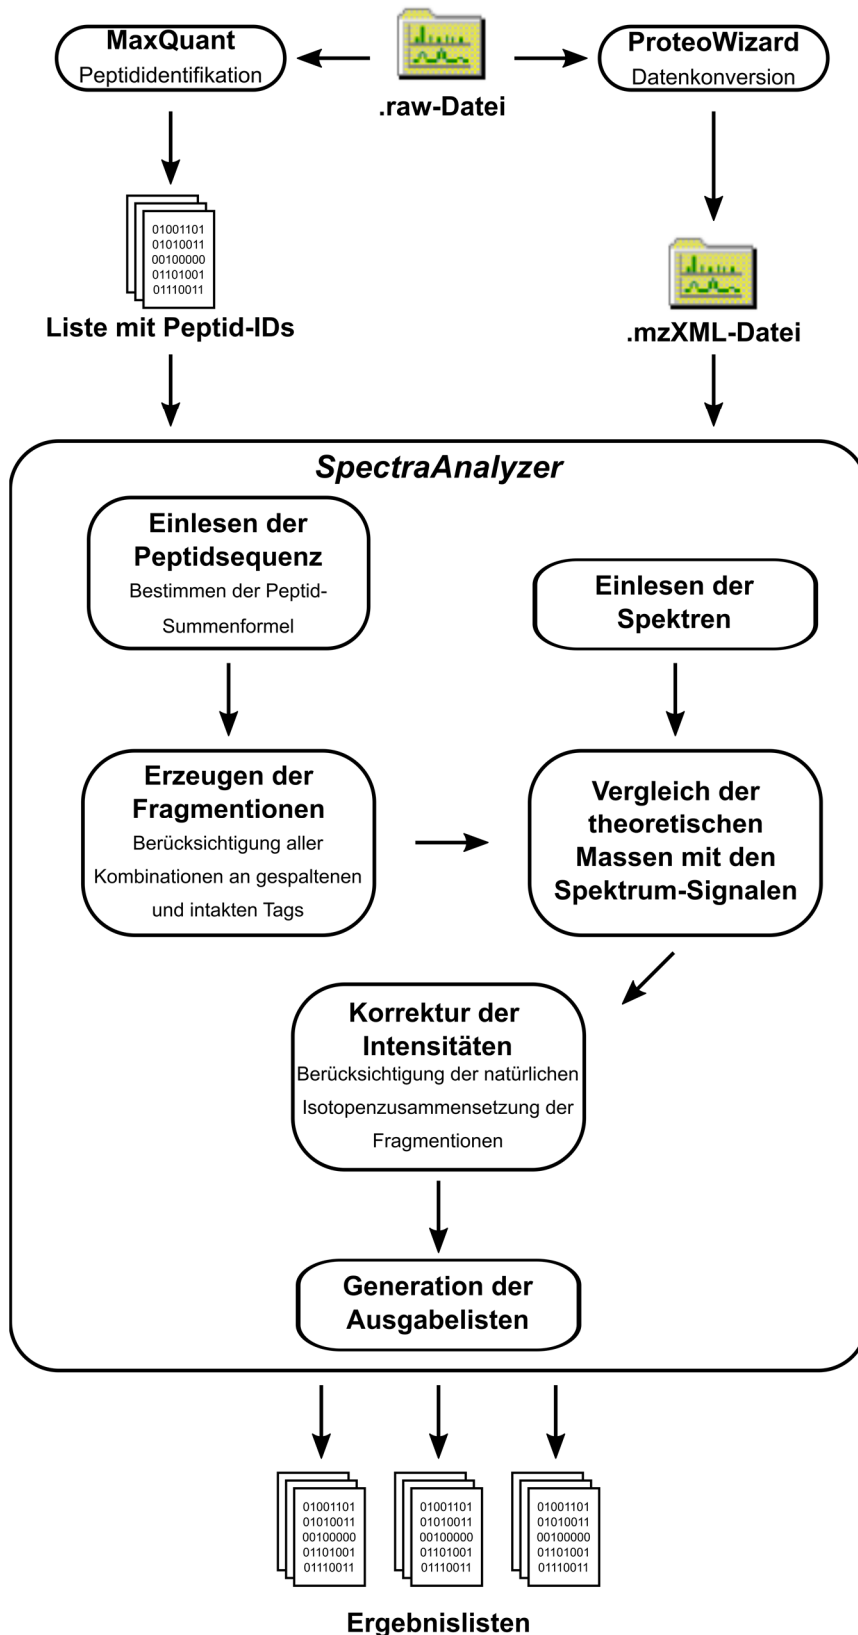 MaxQuant
Peptididentifikation
.raw-Datei
ProteoWizard
Datenkonversion
01001101
01010011
00100000
01101001
01110011
Liste mit Peptid-IDs
.mzXML-Datei
SpectraAnalyzer
Einlesen der
Peptidsequenz
Bestimmen der Peptid-
Summenformel
Einlesen der
Spektren
Erzeugen der
Fragmentionen
Berücksichtigung aller
Kombinationen an gespaltenen
und intakten Tags
Vergleich der
theoretischen
Massen mit den
Spektrum-Signalen
Korrektur der
Intensitäten
Berücksichtigung der natürlichen
Isotopenzusammensetzung der
Fragmentionen
Generation der
Ausgabelisten
01001101
01010011
00100000
01101001
01110011
01001101
01010011
00100000
01101001
01110011
01001101
01010011
00100000
01101001
01110011
Ergebnislisten